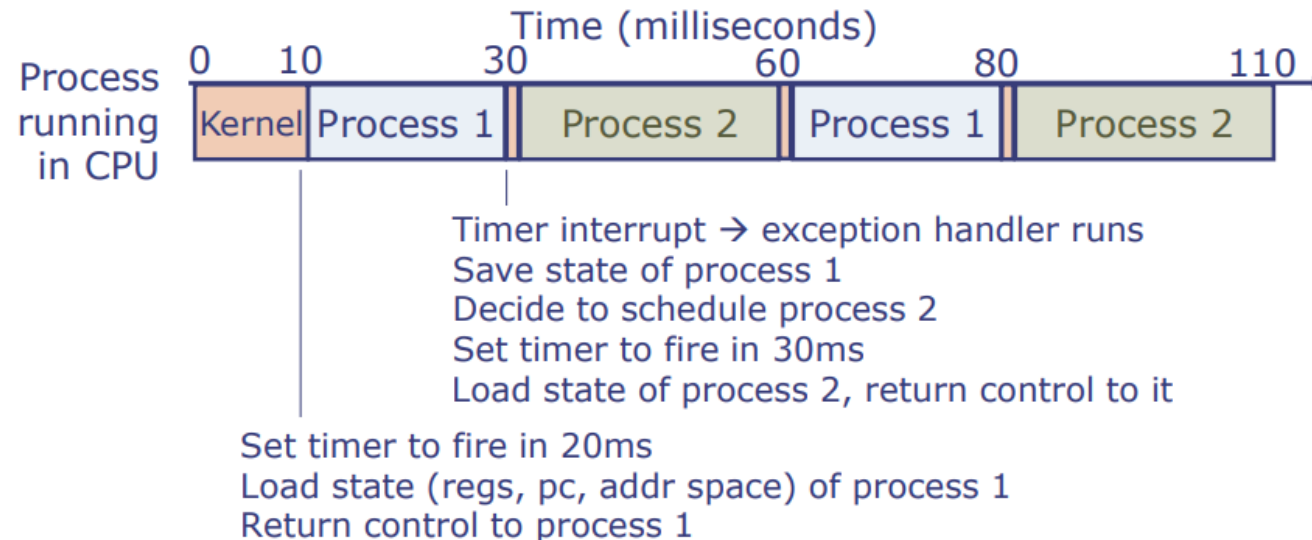 Time (milliseconds)
0 10 30 60 80 110
Process
running
in CPU
Kernel Process 1 Process 2 Process 1 Process 2
Timer interrupt → exception handler runs
Save state of process 1
Decide to schedule process 2
Set timer to fire in 30ms
Load state of process 2, return control to it
Set timer to fire in 20ms
Load state (regs, pc, addr space) of process 1
Return control to process 1